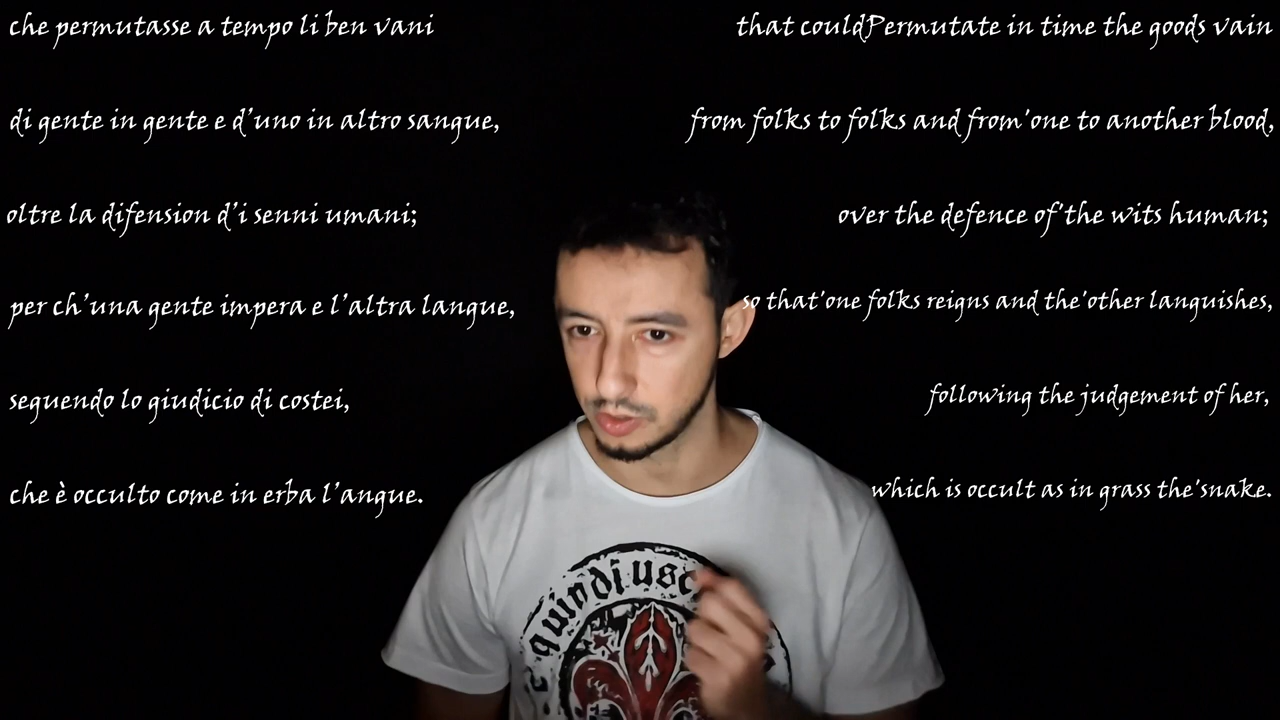 che permutasse a tempo li ben vani
di gente in gente e d'uno in altro sangue,
oltre la difension d'i senni umani;
per ch'una gente impera e l'altra langue,
seguendo lo giudicio di costei,
che è occulto come in erba l'angue.
that couldPermutate in time the goods vain
from folks to folks and from'one to another blood,
over the defence of'the wits human;
so that'one folks reigns and the'other languishes,
following the judgement of her,
which is occult as in grass the'snake.
E quindi usc